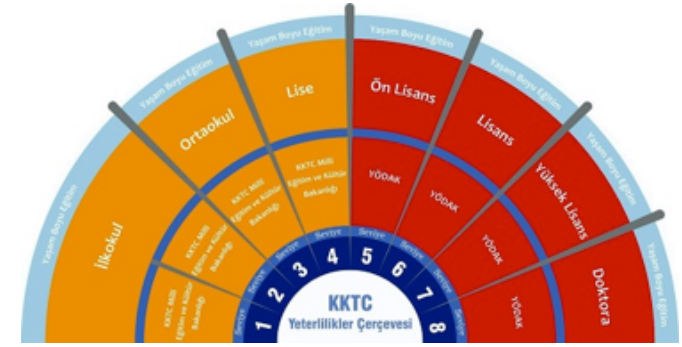 Yaşam Boyu Eğitim
Yaşam Boyu Eğitim
Yaşam Boyu Eğitim
Yaşam Boyu Eğitim
Yaşam Boyu Eğitim
Yaşam Boyu Eğitim
Yaşam Boyu Eğitim
İlkokul
Ortaokul
Lise
Ön Lisans
Lisans
Yüksek Lisans
Doktora
KKTC Milli
Eğitim ve Kültür
Bakanlığı
KKTC Milli
Eğitim ve Kültür
Bakanlığı
KKTC Milli
Eğitim ve Kültür
Bakanlığı
KKTC Milli
Eğitim ve Kültür
Bakanlığı
YÖDAK
YÖDAK
YÖDAK
YÖDAK
Seviye
1
Seviye
2
Seviye
3
Seviye
4
Seviye
5
Seviye
6
Seviye
7
Seviye
8
KKTC
Yeterlilikler Çerçevesi